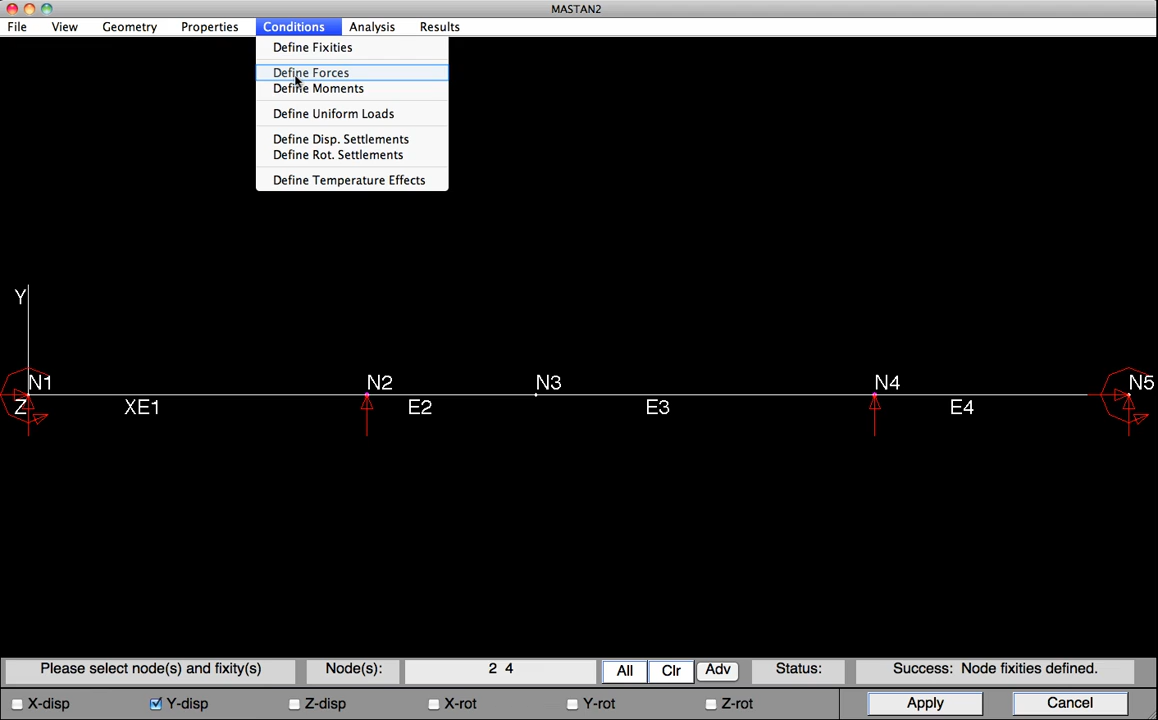 MASTAN2
File View Geometry Properties Conditions Analysis Results
Define Fixities
Define Forces
Define Moments
Define Uniform Loads
Define Disp. Settlements
Define Rot. Settlements
Define Temperature Effects
Y
N1 N2 N3 N4 N5
Z XE1 E2 E3 E4
Please select node(s) and fixity(s) Node(s): 2 4 All Clr Adv Status: Success: Node fixities defined.
X-disp Y-disp Z-disp X-rot Y-rot Z-rot Apply Cancel